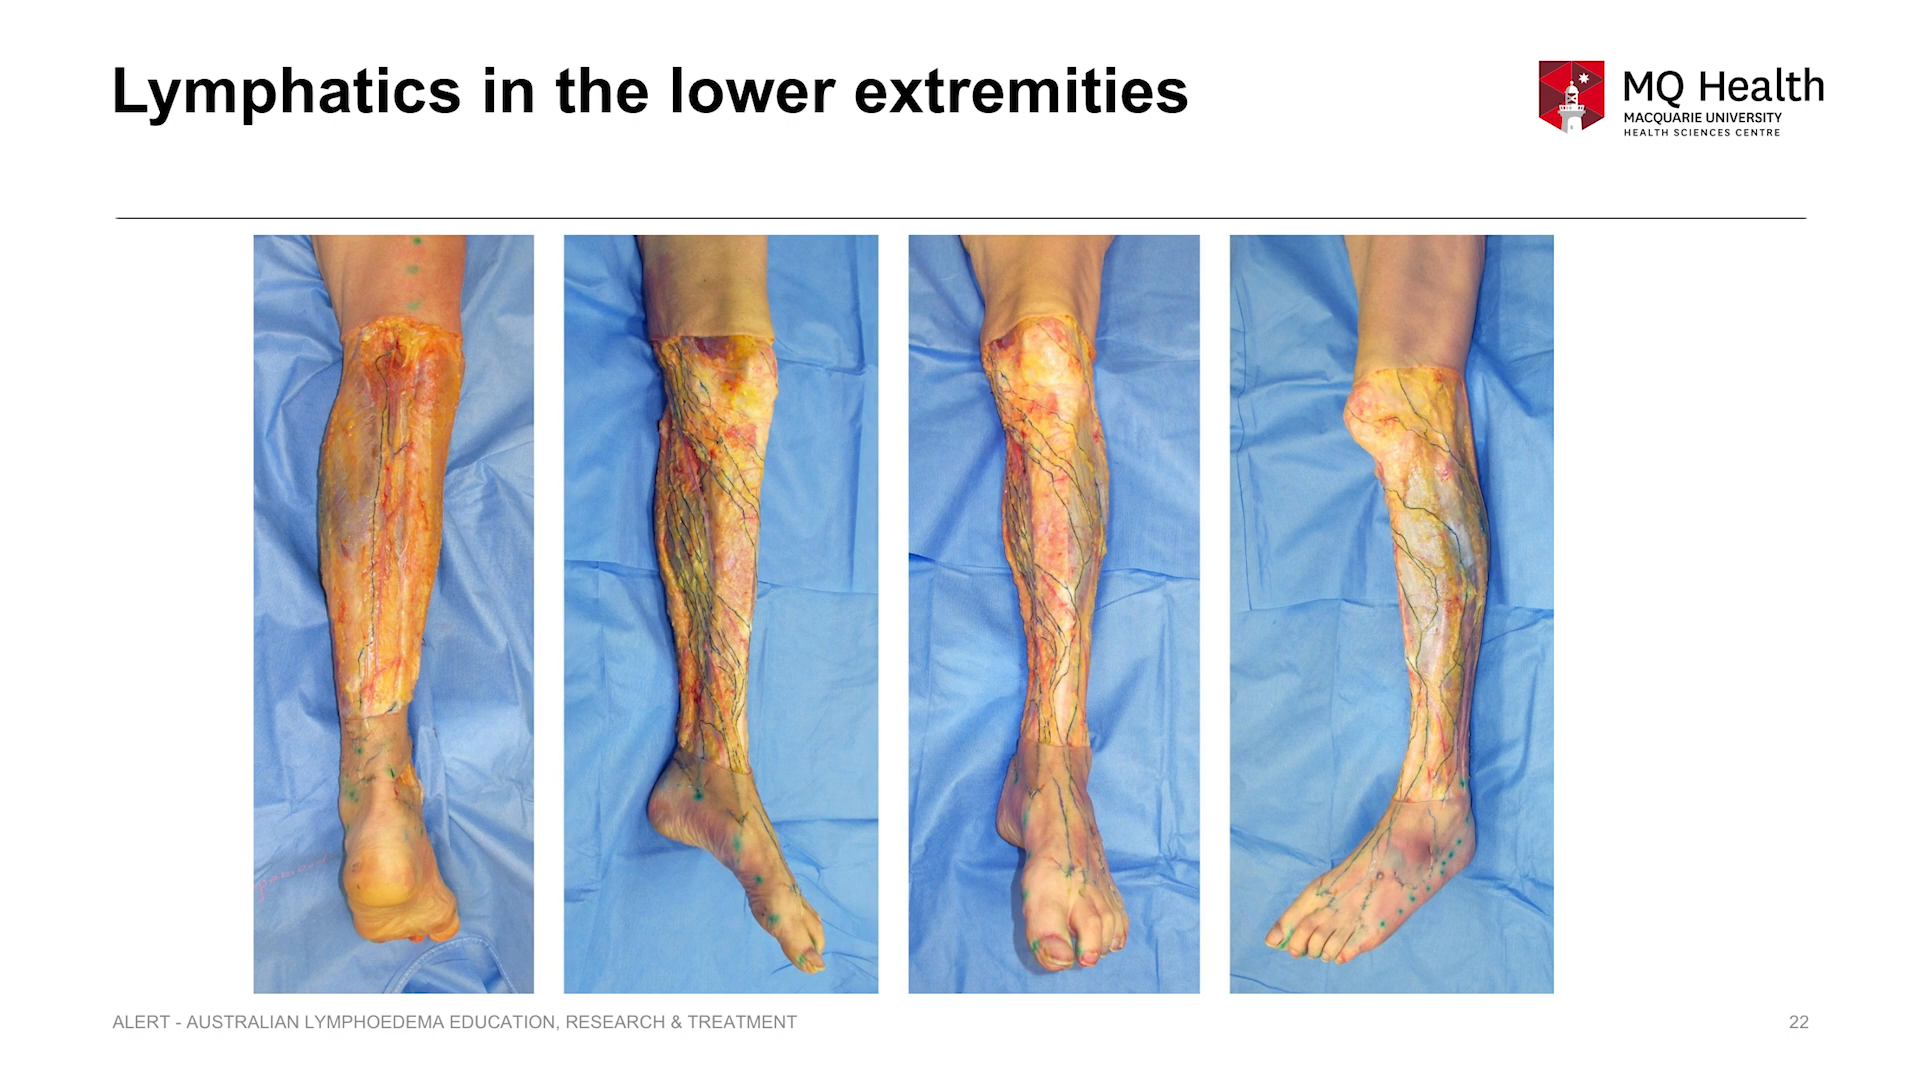 Lymphatics in the lower extremities
MQ Health
MACQUARIE UNIVERSITY
HEALTH SCIENCES CENTRE
ALERT - AUSTRALIAN LYMPHOEDEMA EDUCATION, RESEARCH & TREATMENT
22